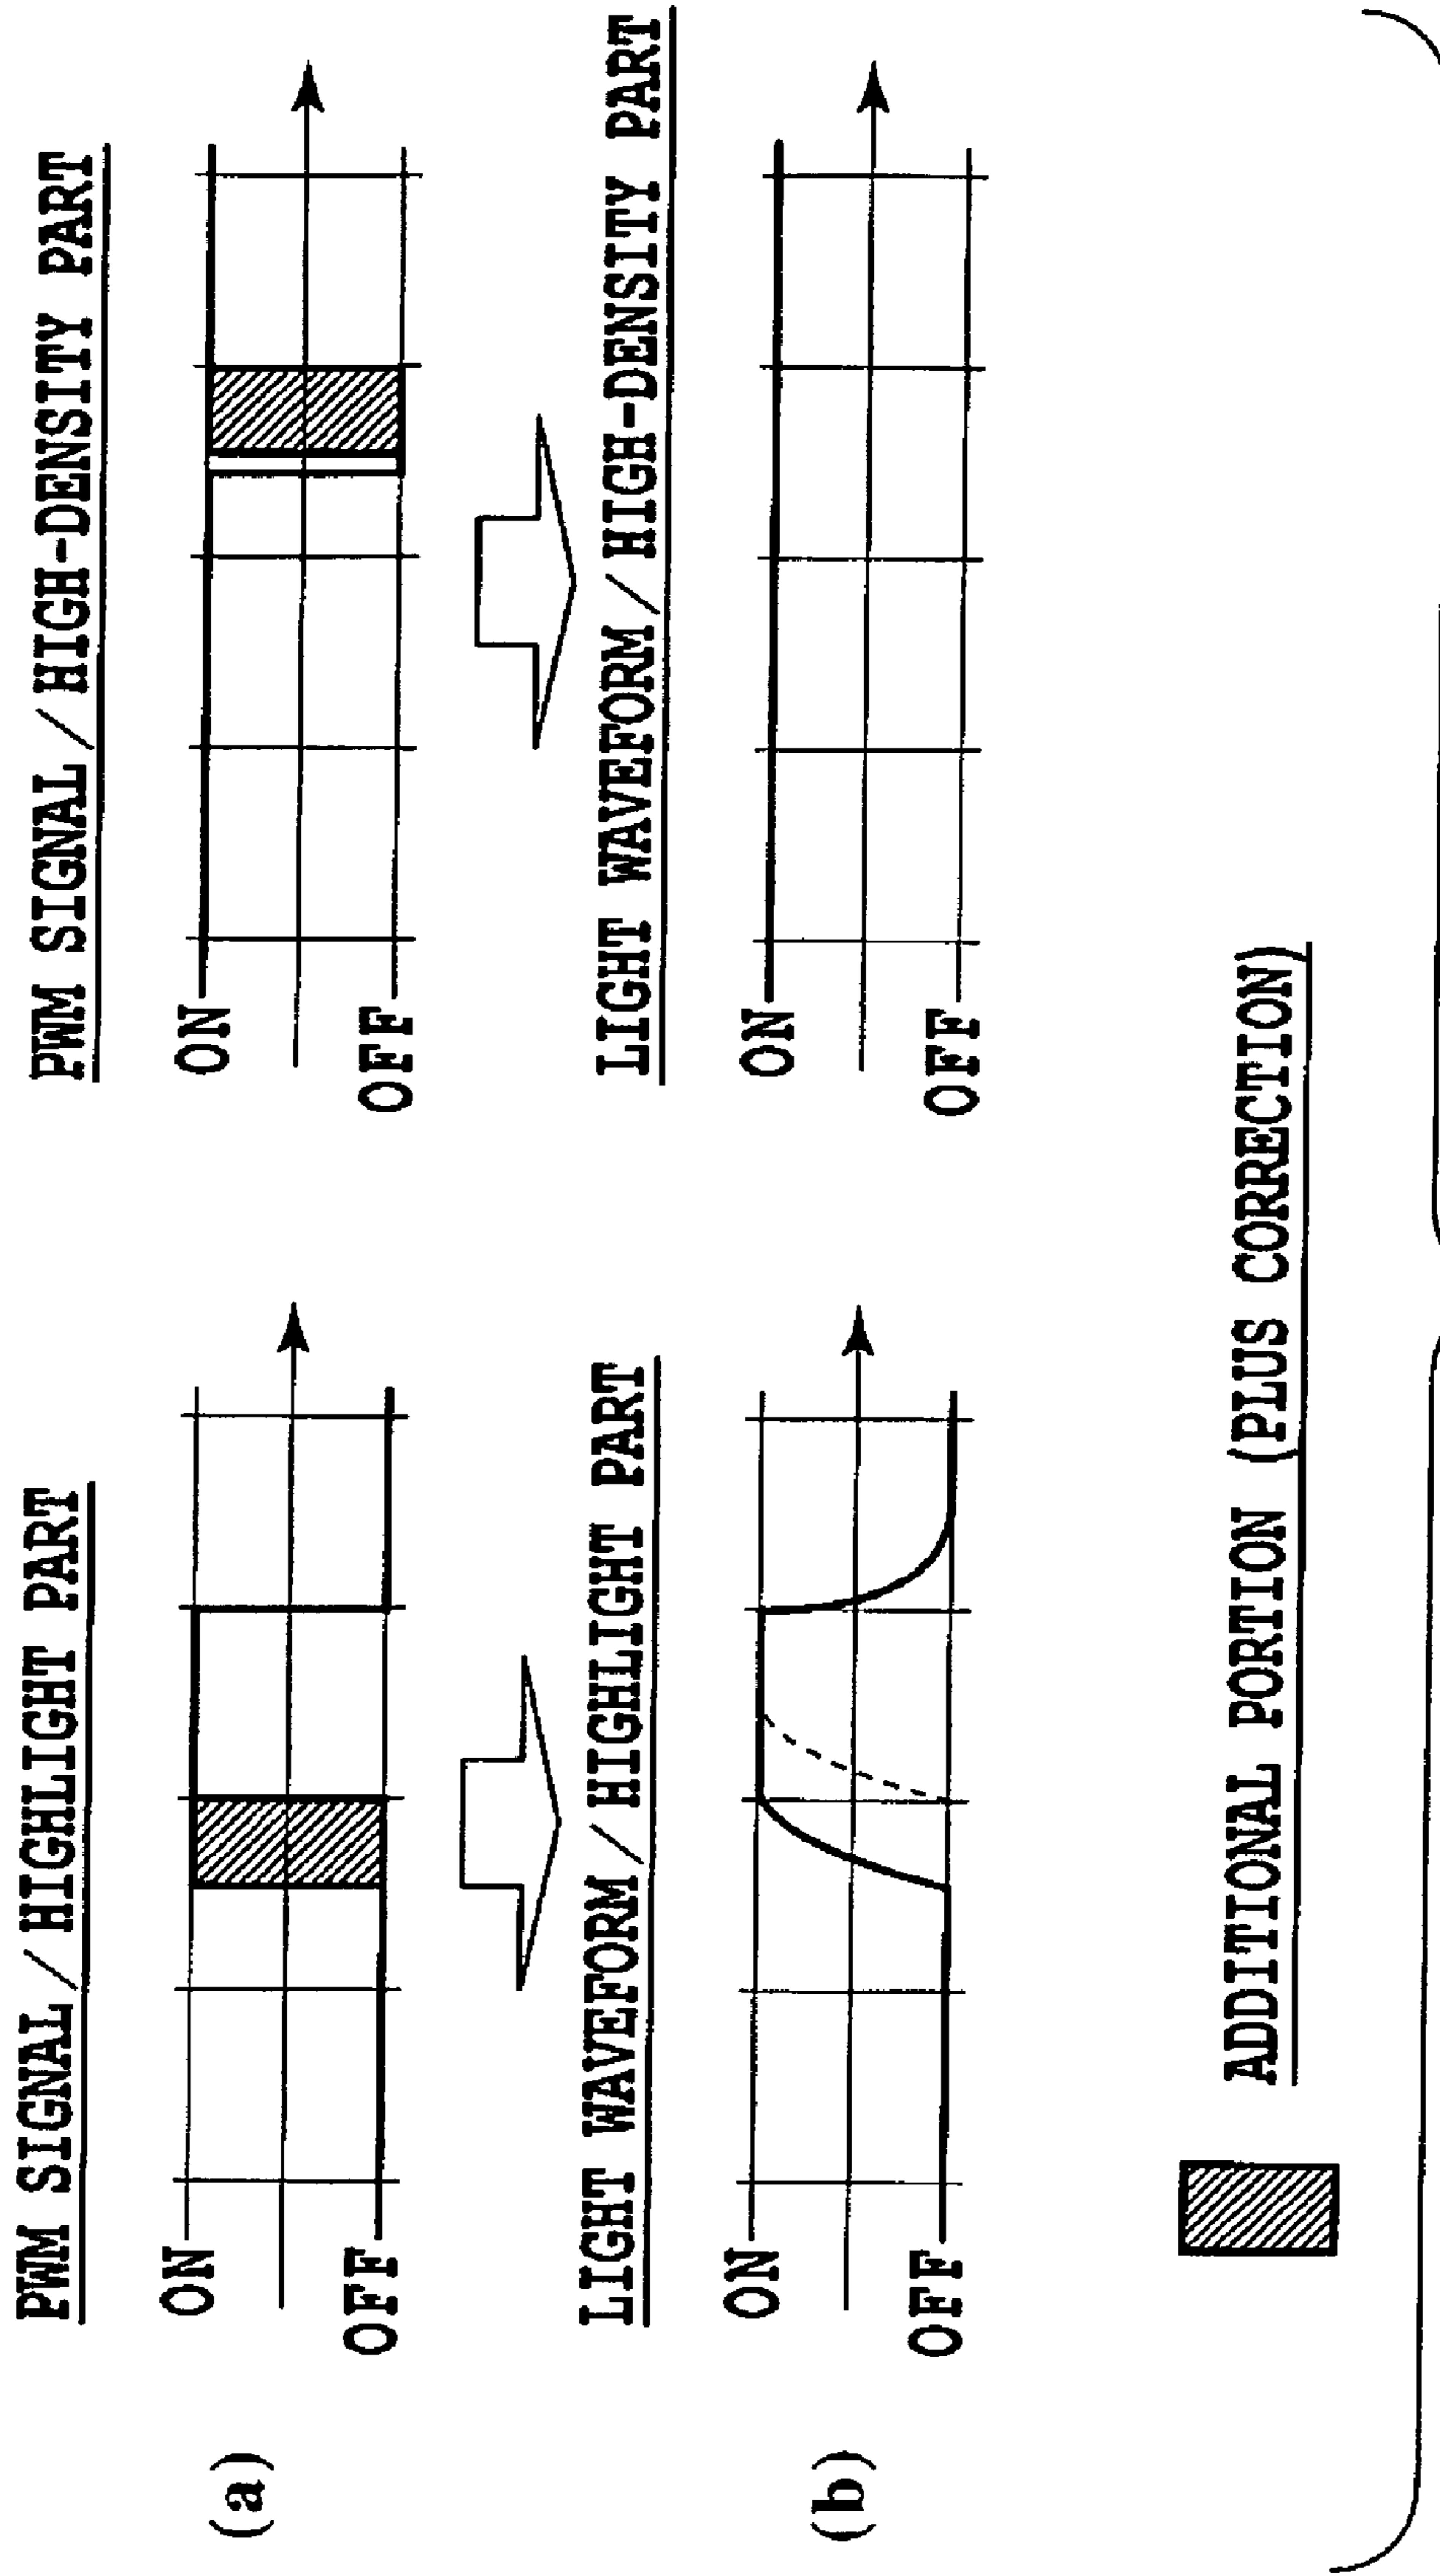 PWM SIGNAL/HIGHLIGHT PART
PWM SIGNAL/HIGH-DENSITY PART
(a)
ON
OFF
ON
OFF
LIGHT WAVEFORM/HIGHLIGHT PART
LIGHT WAVEFORM/HIGH-DENSITY PART
(b)
ON
OFF
ON
OFF
ADDITIONAL PORTION (PLUS CORRECTION)